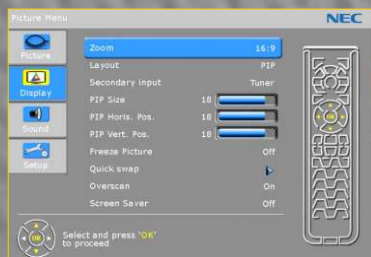 Picture Menu
NEC
Picture
Display
Sound
Setup
Zoom 16:9
Layout PIP
Secondary input Tuner
PIP Size 18
PIP Horis. Pos. 18
PIP Vert. Pos. 18
Freeze Picture Off
Quick swap
Overscan On
Screen Saver Off
OK
Select and press 'OK'
to proceed
OK